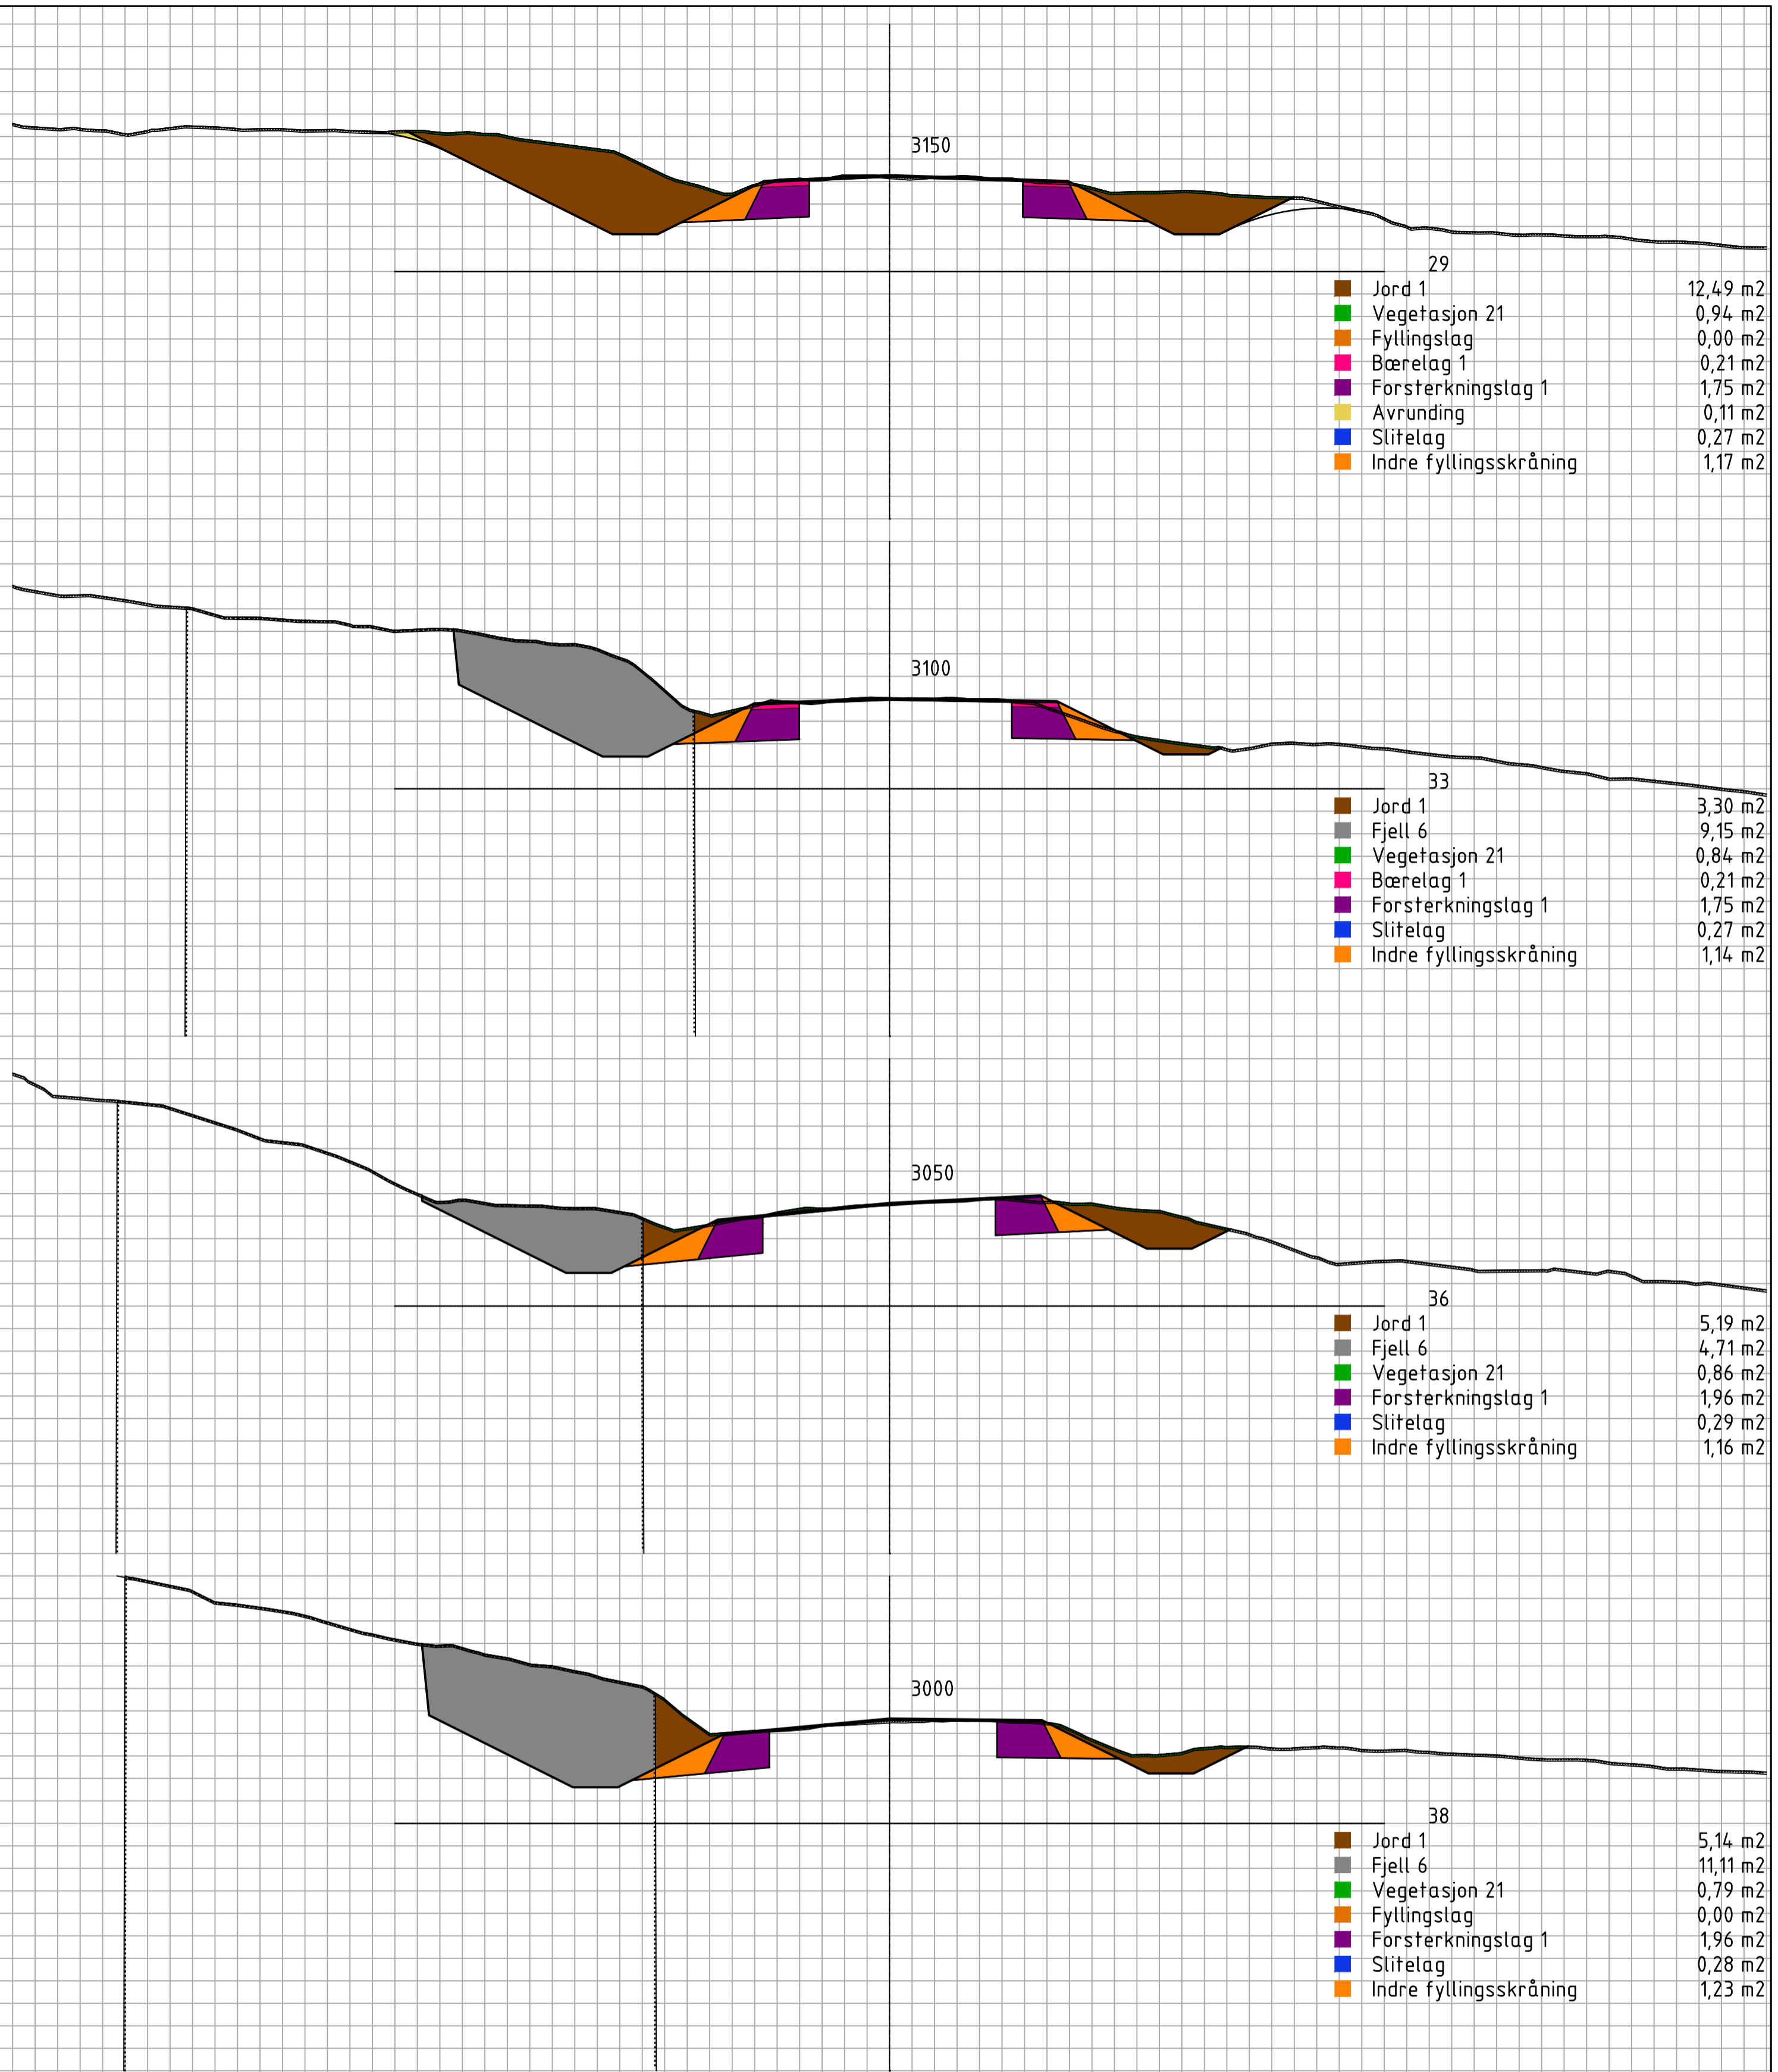 3150
29
Jord 1 12,49 m2
Vegetasjon 21 0,94 m2
Fyllingslag 0,00 m2
Bærelag 1 0,21 m2
Forsterkningslag 1 1,75 m2
Avrunding 0,11 m2
Slitelag 0,27 m2
Indre fyllingsskråning 1,17 m2
3100
33
Jord 1 3,30 m2
Fjell 6 9,15 m2
Vegetasjon 21 0,84 m2
Bærelag 1 0,21 m2
Forsterkningslag 1 1,75 m2
Slitelag 0,27 m2
Indre fyllingsskråning 1,14 m2
3050
36
Jord 1 5,19 m2
Fjell 6 4,71 m2
Vegetasjon 21 0,86 m2
Forsterkningslag 1 1,96 m2
Slitelag 0,29 m2
Indre fyllingsskråning 1,16 m2
3000
38
Jord 1 5,14 m2
Fjell 6 11,11 m2
Vegetasjon 21 0,79 m2
Fyllingslag 0,00 m2
Forsterkningslag 1 1,96 m2
Slitelag 0,28 m2
Indre fyllingsskråning 1,23 m2